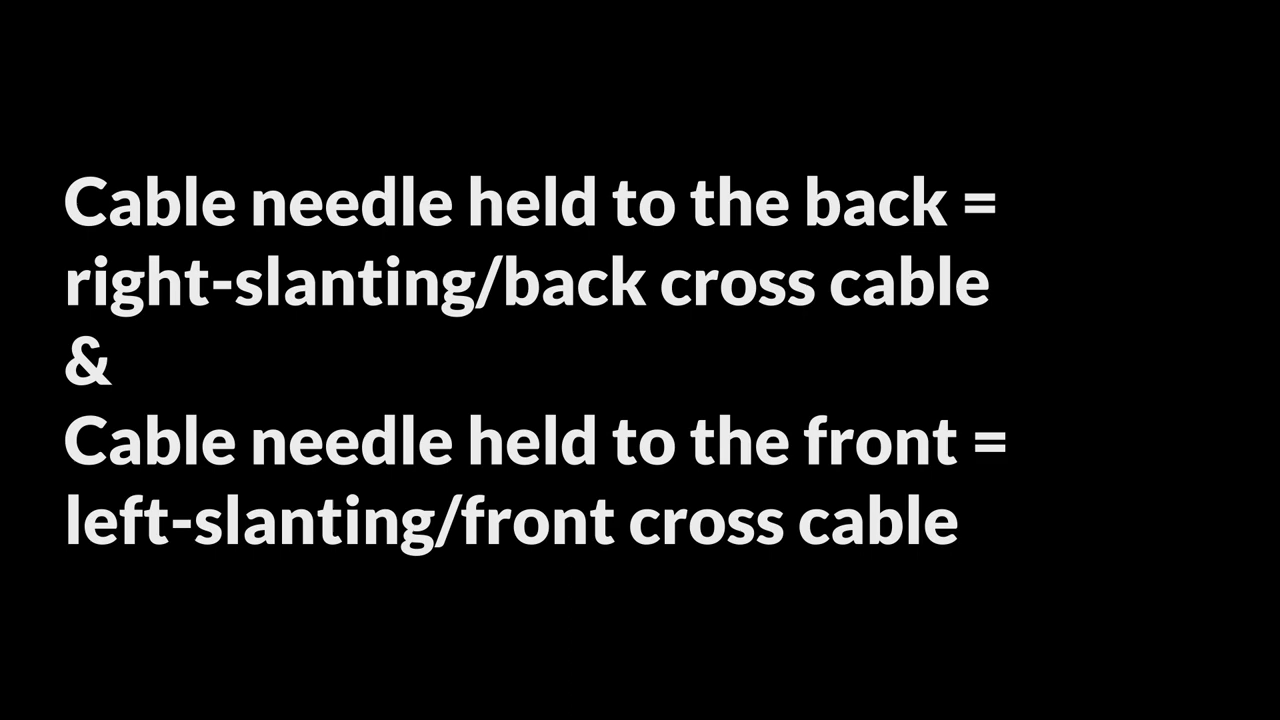 Cable needle held to the back =
right-slanting/back cross cable
&
Cable needle held to the front =
left-slanting/front cross cable